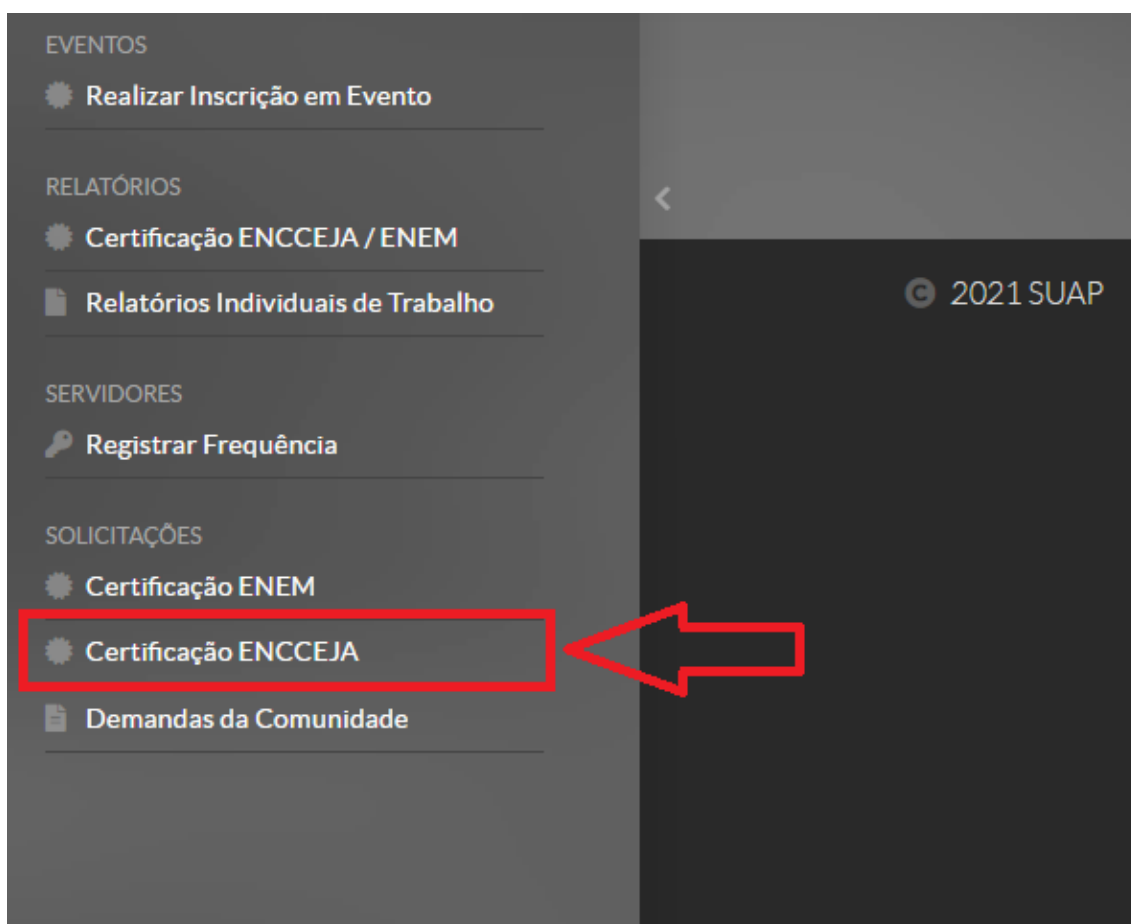 EVENTOS
Realizar Inscrição em Evento
RELATÓRIOS
Certificação ENCCEJA / ENEM
Relatórios Individuais de Trabalho
SERVIDORES
Registrar Frequência
SOLICITAÇÕES
Certificação ENEM
Certificação ENCCEJA
Demandas da Comunidade
© 2021 SUAP